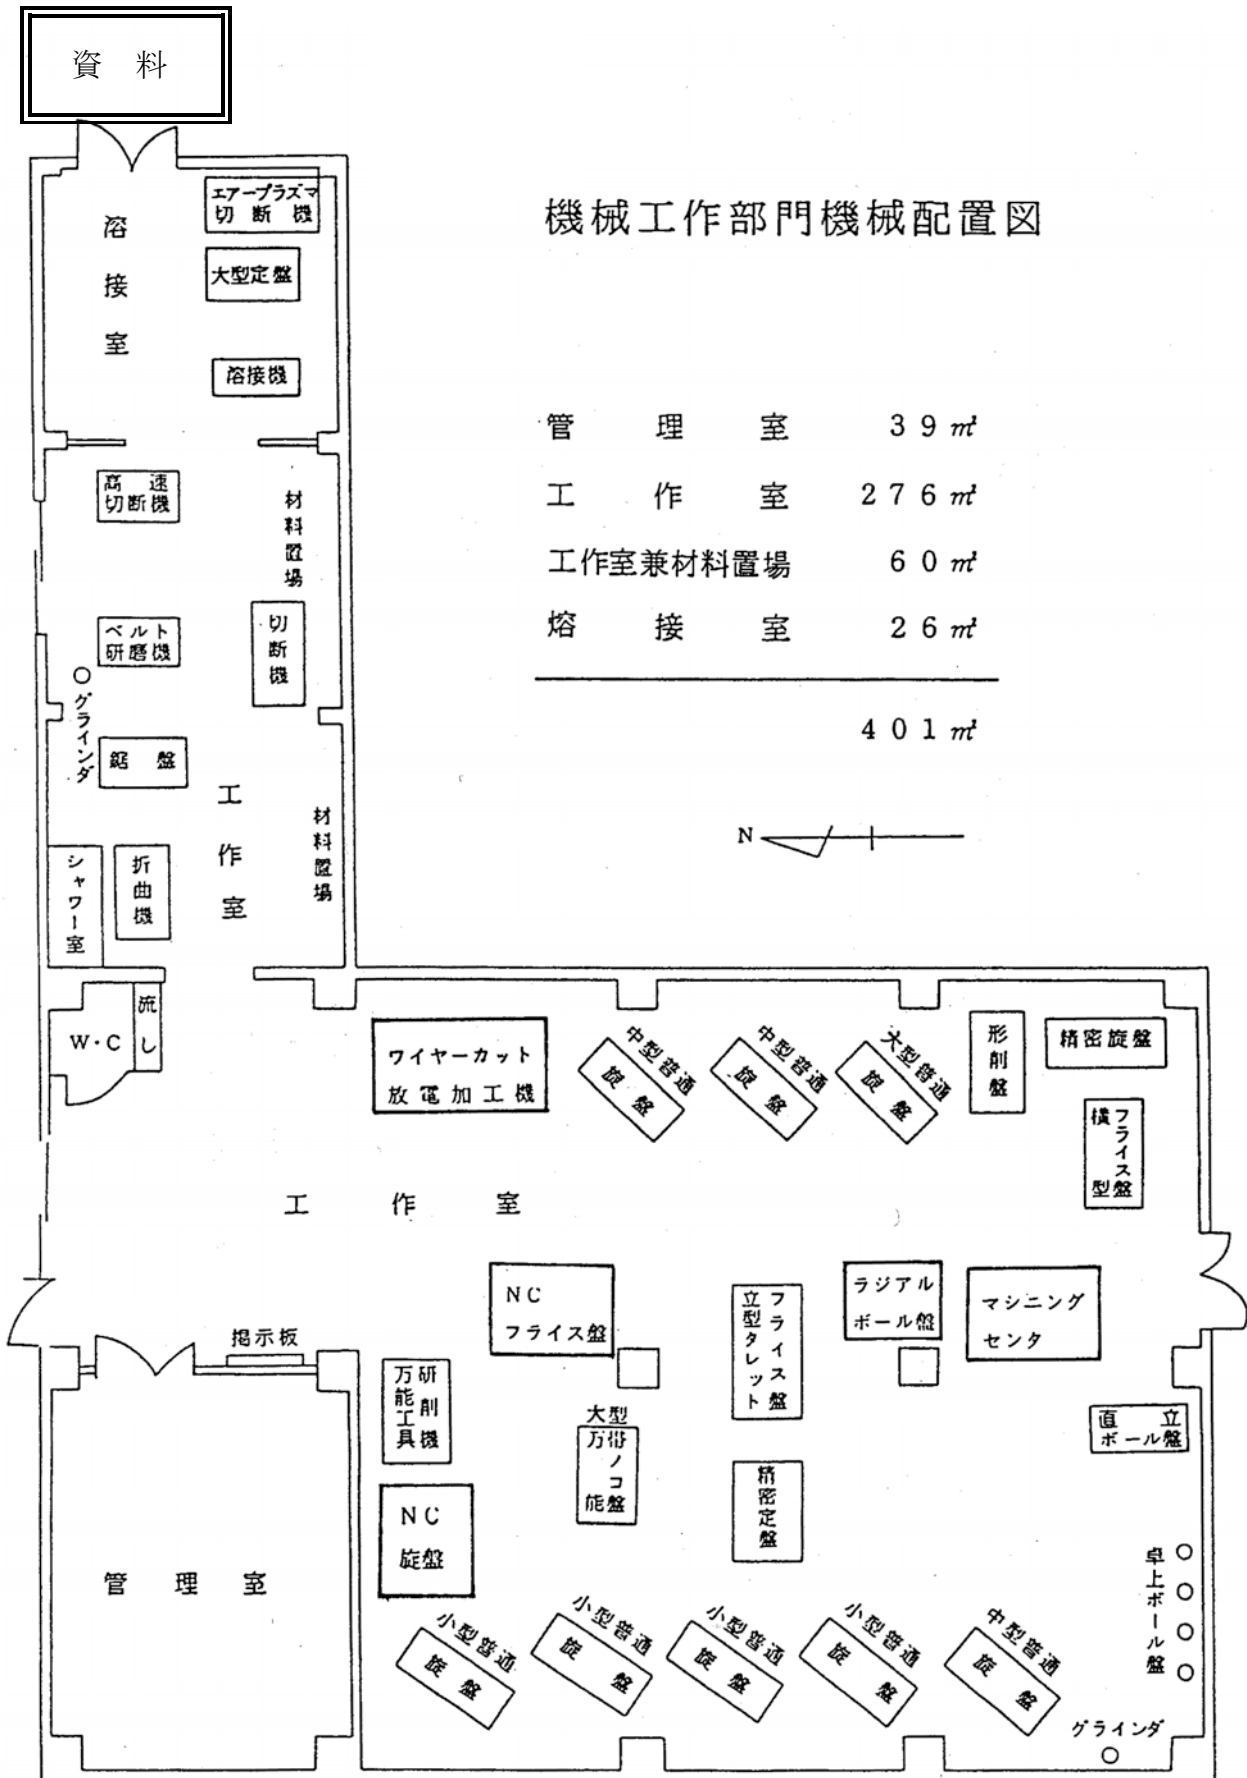 資 料
機械工作部門機械配置図
エアープラズマ
切 断 機
溶接室
大型定盤
溶接機
管 理 室 39㎡
工 作 室 276㎡
工作室兼材料置場 60㎡
熔 接 室 26㎡
401㎡
N
高 速
切断機
材料置場
ベルト
研磨機
切断機
グラインダ
鋸 盤
工作室
材料置場
シャワー室
折曲機
流し
W・C
ワイヤーカット
放電加工機
中型普通
旋 盤
中型普通
旋 盤
大型普通
旋 盤
形削盤
精密旋盤
横型
フライス盤
工 作 室
NC
フライス盤
立型タレット
フライス盤
ラジアル
ボール盤
マシニング
センタ
掲示板
万能工具
研削機
大型
万能
帯ノコ盤
直 立
ボール盤
NC
旋盤
精密定盤
管 理 室
卓上ボール盤
小型普通
旋 盤
小型普通
旋 盤
小型普通
旋 盤
小型普通
旋 盤
中型普通
旋 盤
グラインダ